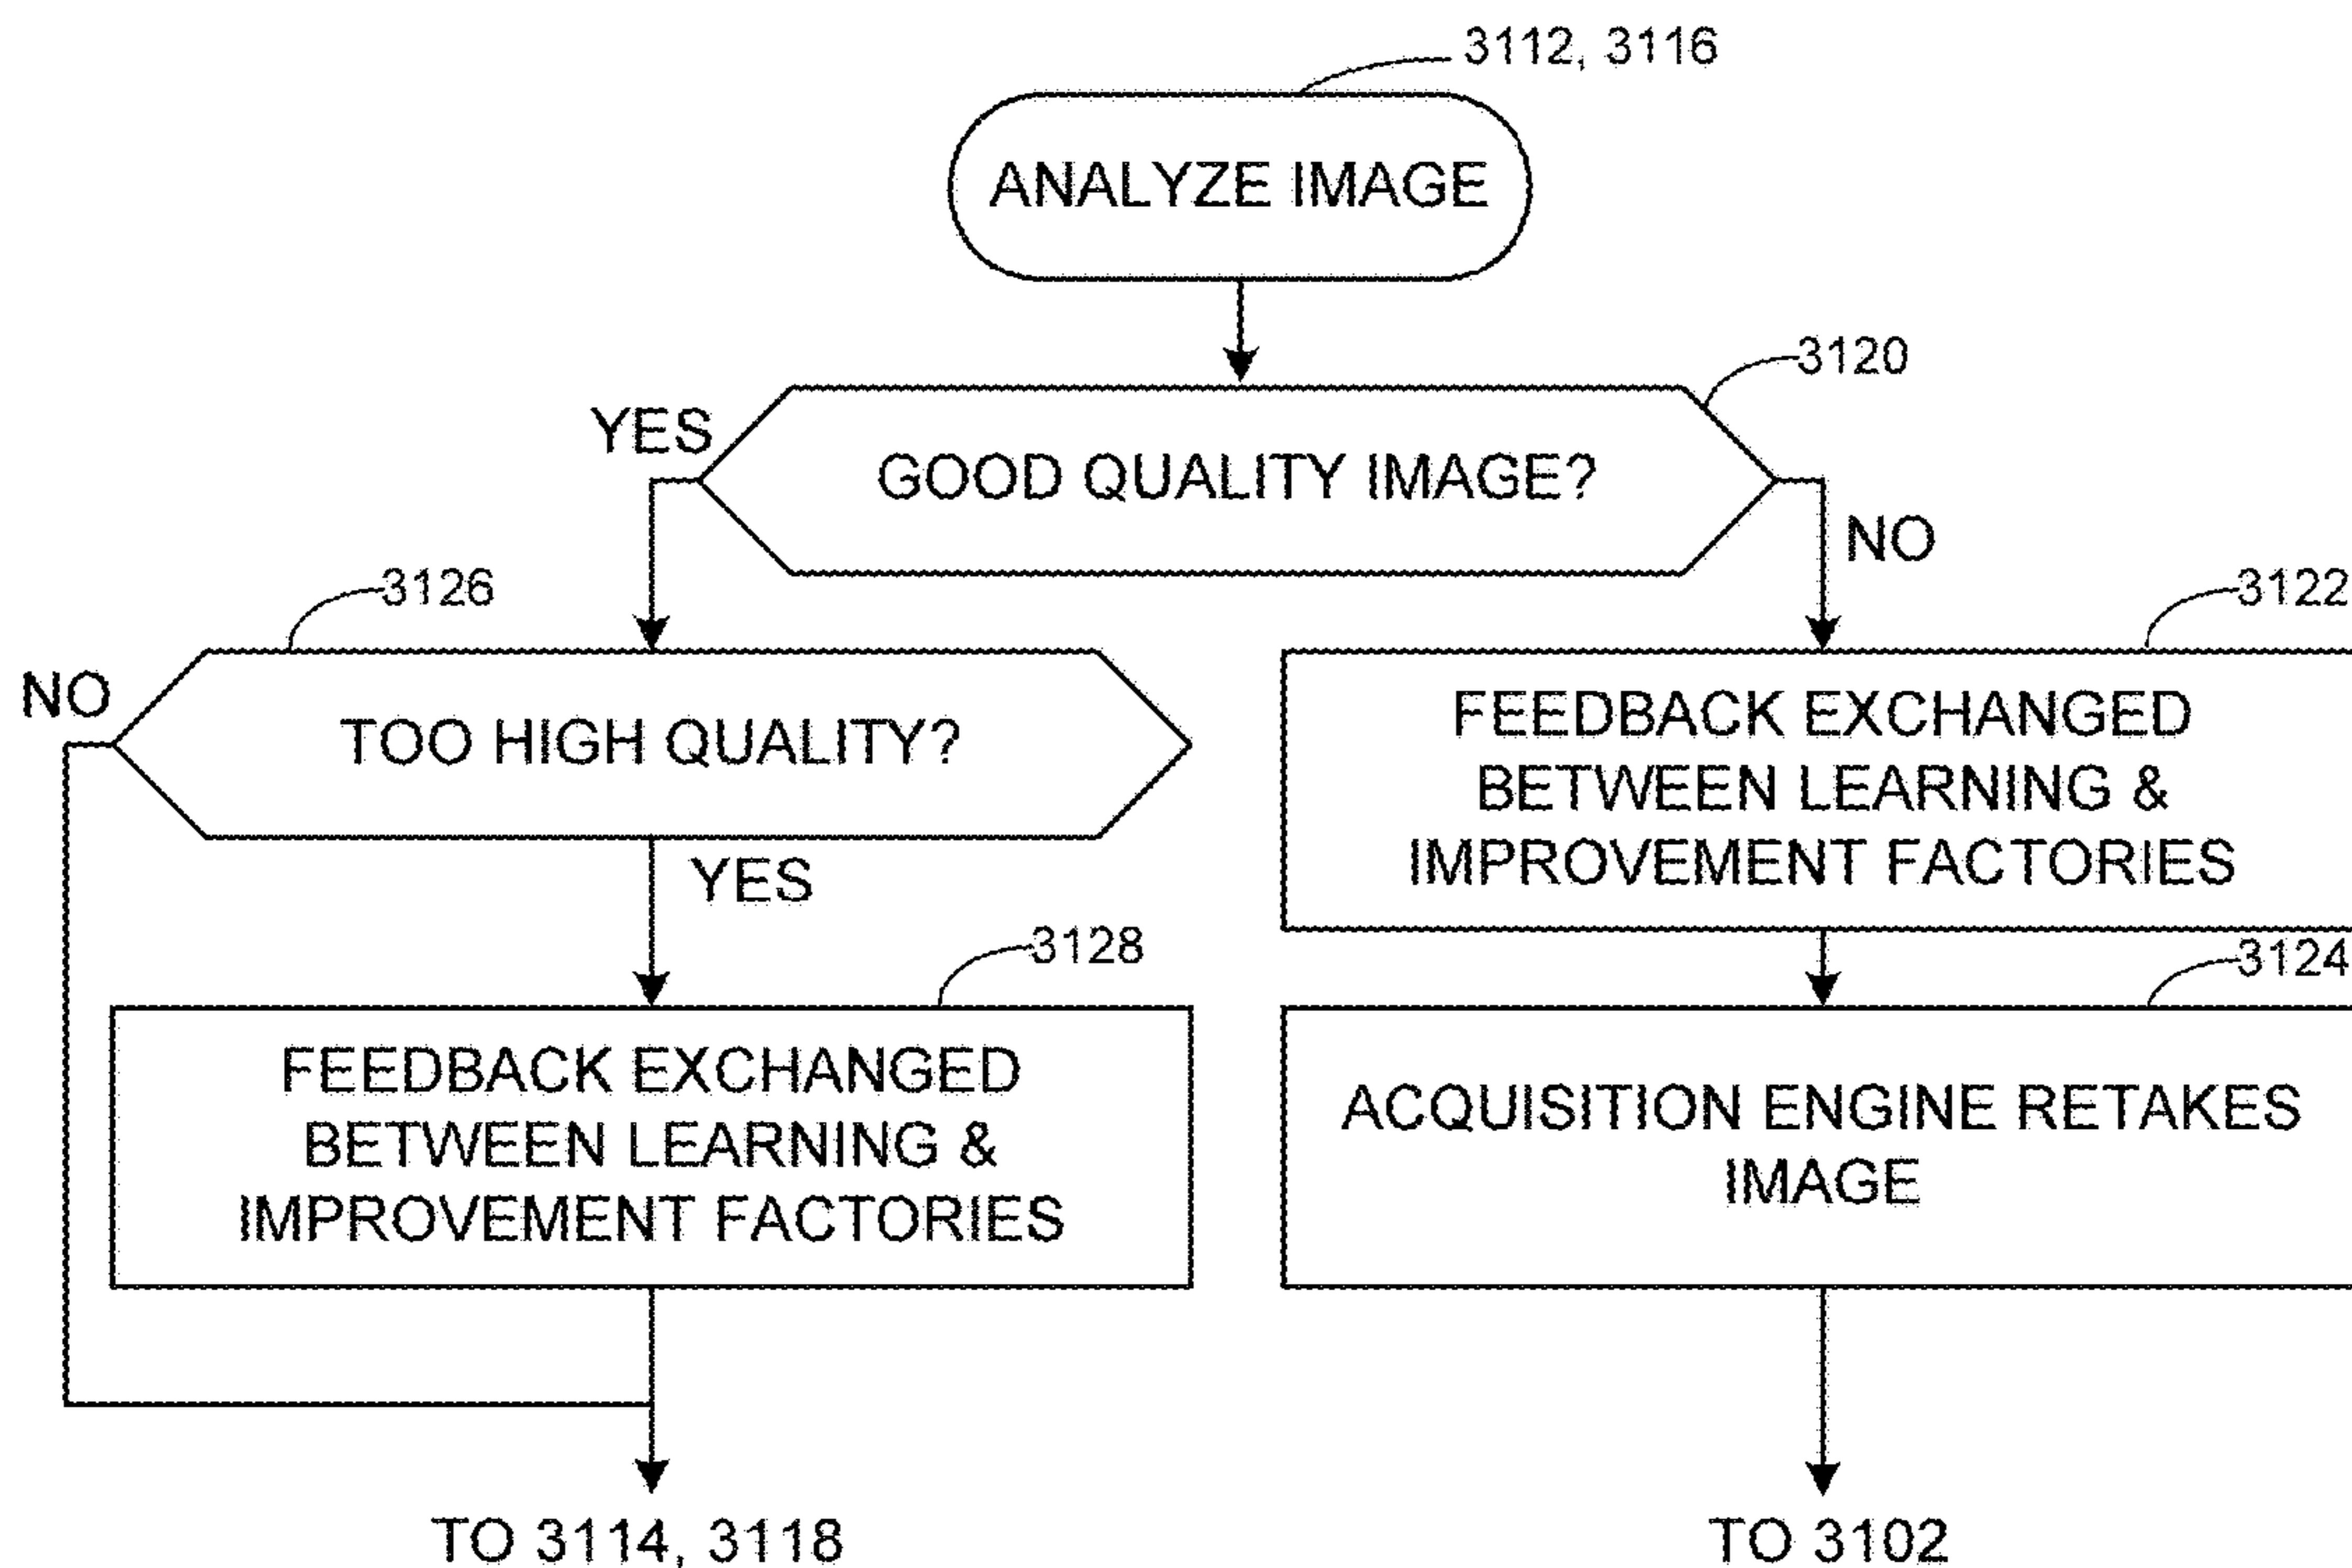 3112, 3116
ANALYZE IMAGE
3120
YES
GOOD QUALITY IMAGE?
NO
3126
3122
NO
TOO HIGH QUALITY?
FEEDBACK EXCHANGED
BETWEEN LEARNING &
IMPROVEMENT FACTORIES
YES
3128
3124
FEEDBACK EXCHANGED
BETWEEN LEARNING &
IMPROVEMENT FACTORIES
ACQUISITION ENGINE RETAKES
IMAGE
TO 3114, 3118
TO 3102